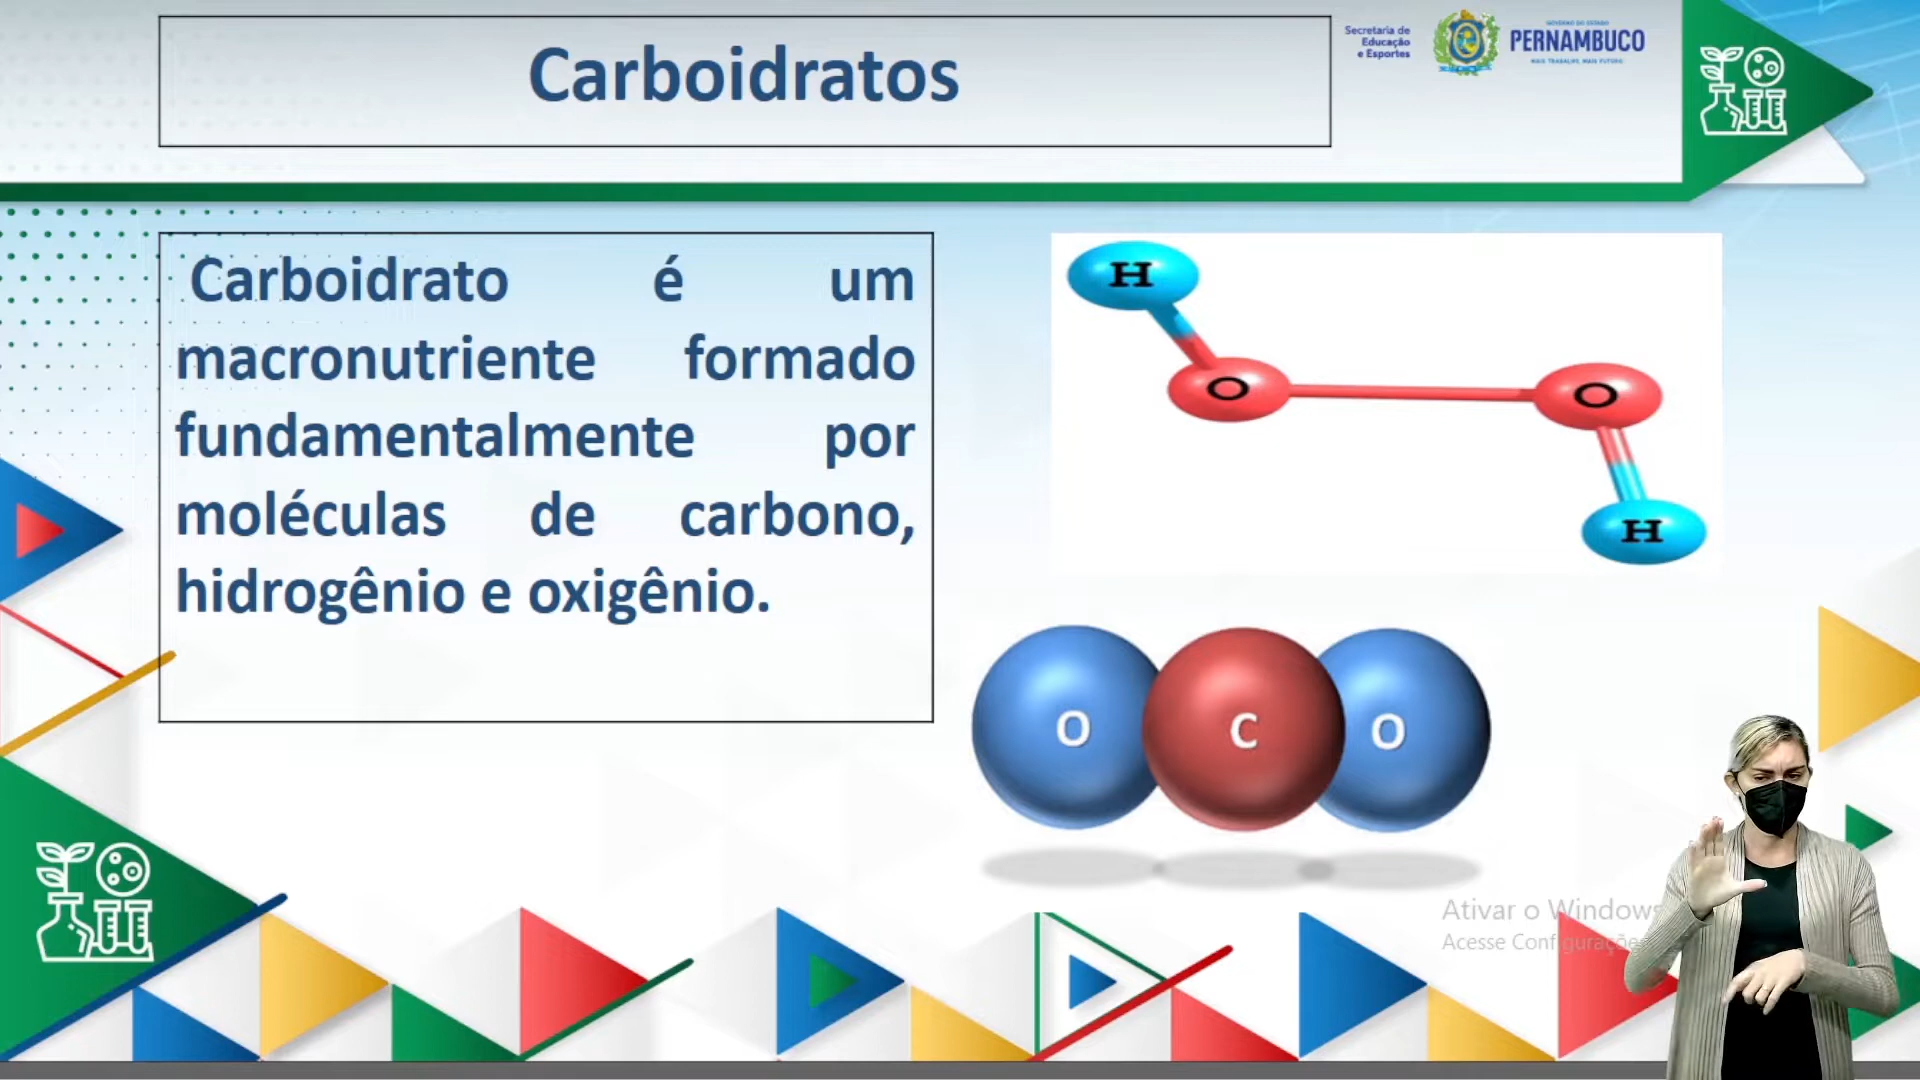 Carboidratos
Secretaria de
Educação
e Esportes
GOVERNO DO ESTADO
PERNAMBUCO
MAIS TRABALHO, MAIS FUTURO
Carboidrato é um
macronutriente formado
fundamentalmente por
moléculas de carbono,
hidrogênio e oxigênio.
H
O
O
H
O C O
Ativar o Windows
Acesse Configurações